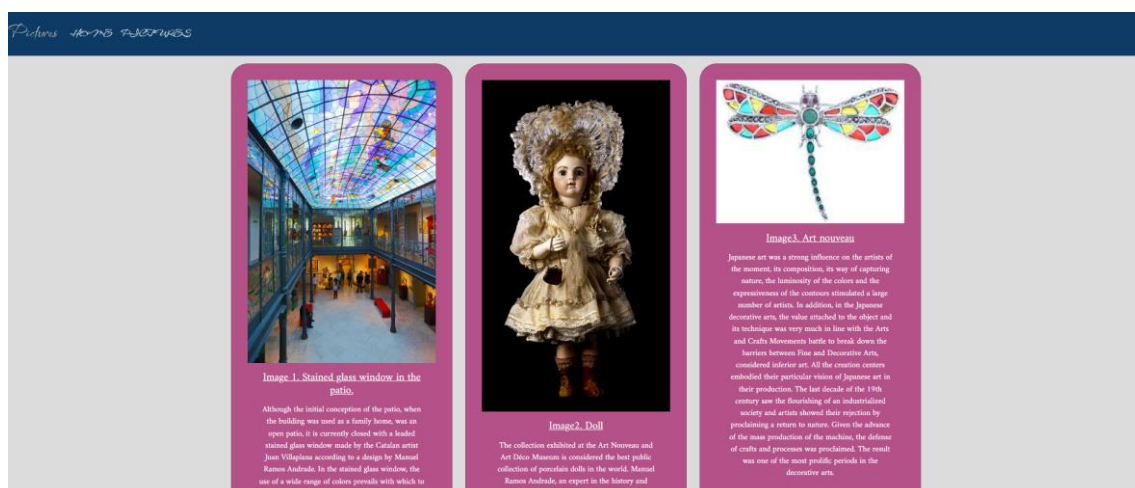 Pictures HOME PICTURES
Image 1. Stained glass window in the
patio.
Although the initial conception of the patio, when
the building was used as a family home, was an
open patio, it is currently closed with a leaded
stained glass window made by the Catalan artist
Juan Villaplana according to a design by Manuel
Ramos Andrade. In the stained glass window, the
use of a wide range of colors prevails with which to
Image2. Doll
The collection exhibited at the Art Nouveau and
Art Déco Museum is considered the best public
collection of porcelain dolls in the world. Manuel
Ramos Andrade, an expert in the history and
Image3. Art nouveau
Japanese art was a strong influence on the artists of
the moment, its composition, its way of capturing
nature, the luminosity of the colors and the
expressiveness of the contours stimulated a large
number of artists. In addition, in the Japanese
decorative arts, the value attached to the object and
its technique was very much in line with the Arts
and Crafts Movements battle to break down the
barriers between Fine and Decorative Arts,
considered inferior art. All the creation centers
embodied their particular vision of Japanese art in
their production. The last decade of the 19th
century saw the flourishing of an industrialized
society and artists showed their rejection by
proclaiming a return to nature. Given the advance
of the mass production of the machine, the defense
of crafts and processes was proclaimed. The result
was one of the most prolific periods in the
decorative arts.